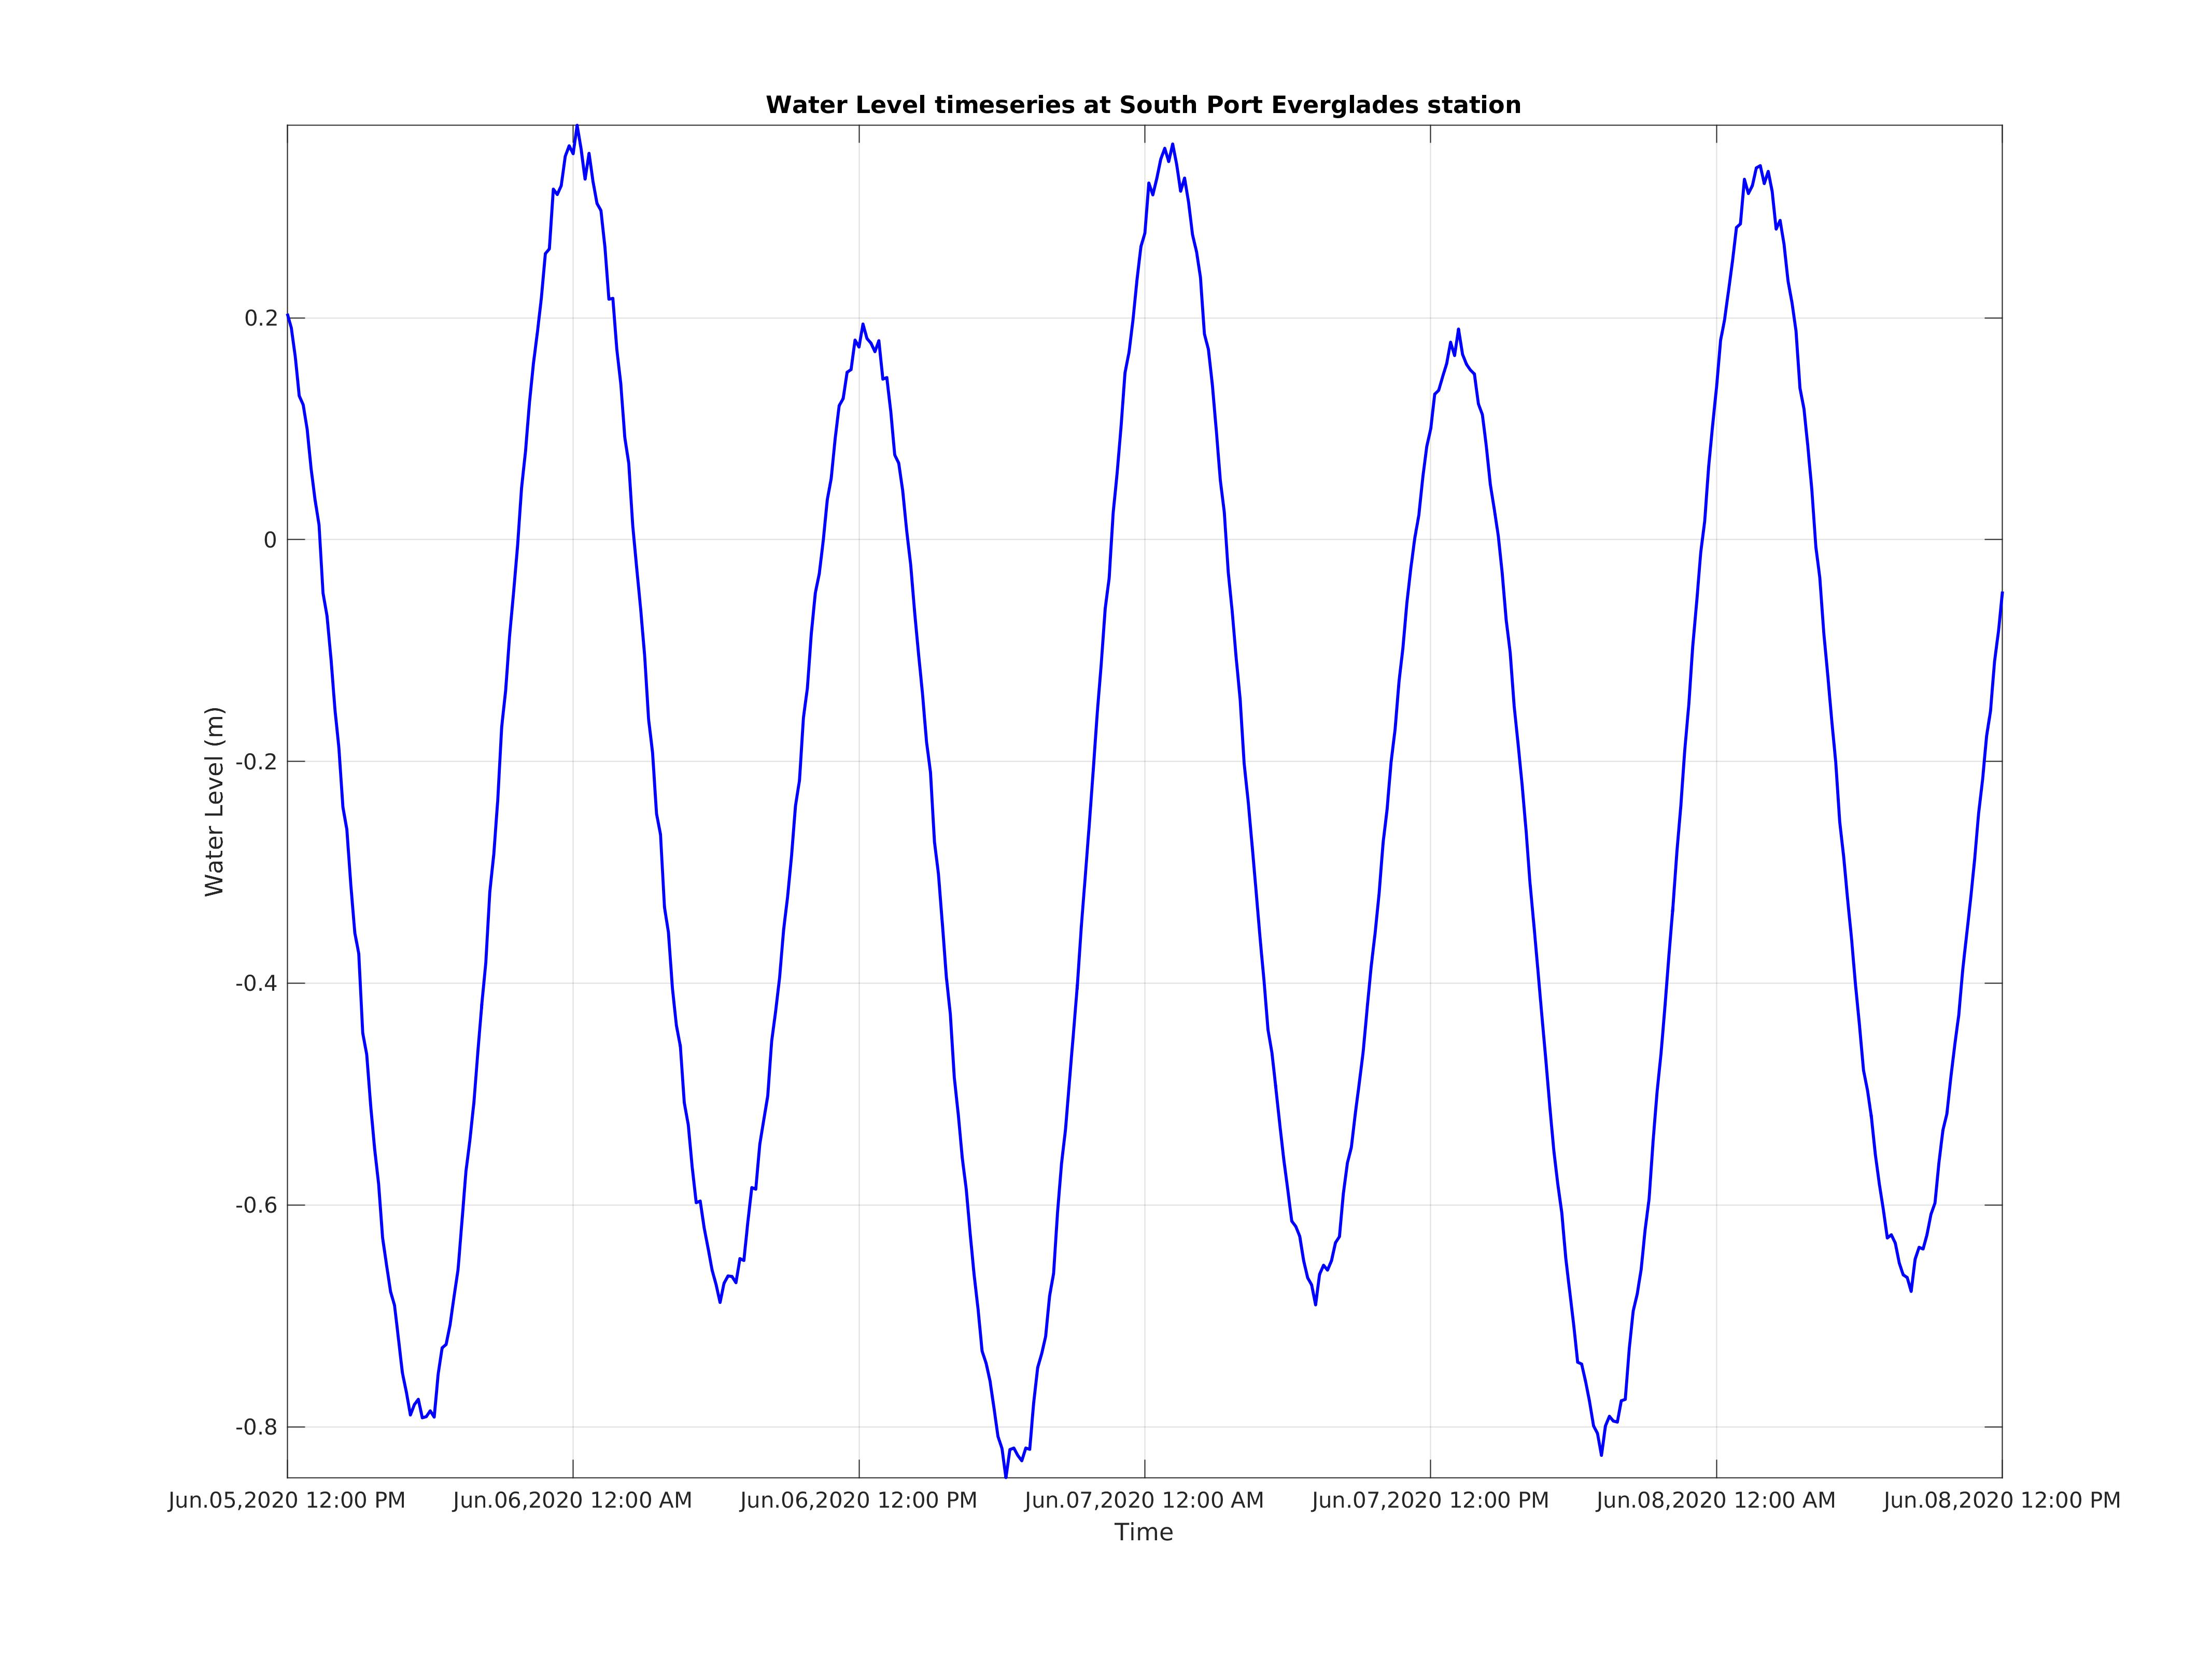 Water Level timeseries at South Port Everglades station
0.2
0
-0.2
-0.4
-0.6
-0.8
Water Level (m)
Jun.05,2020 12:00 PM
Jun.06,2020 12:00 AM
Jun.06,2020 12:00 PM
Jun.07,2020 12:00 AM
Jun.07,2020 12:00 PM
Jun.08,2020 12:00 AM
Jun.08,2020 12:00 PM
Time